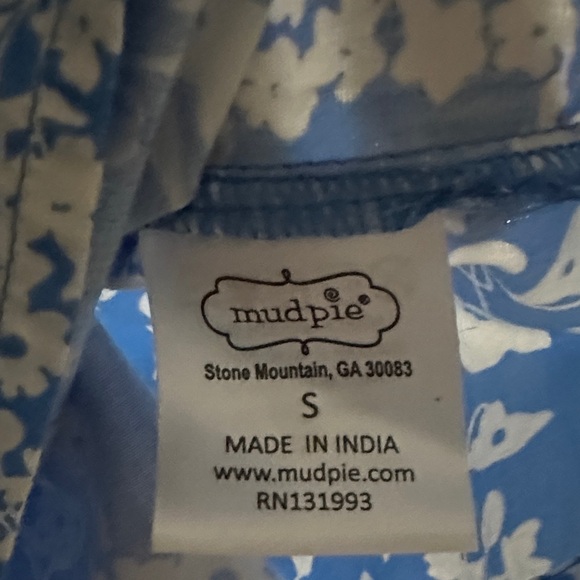 mudpie®
Stone Mountain, GA 30083
S
MADE IN INDIA
www.mudpie.com
RN131993